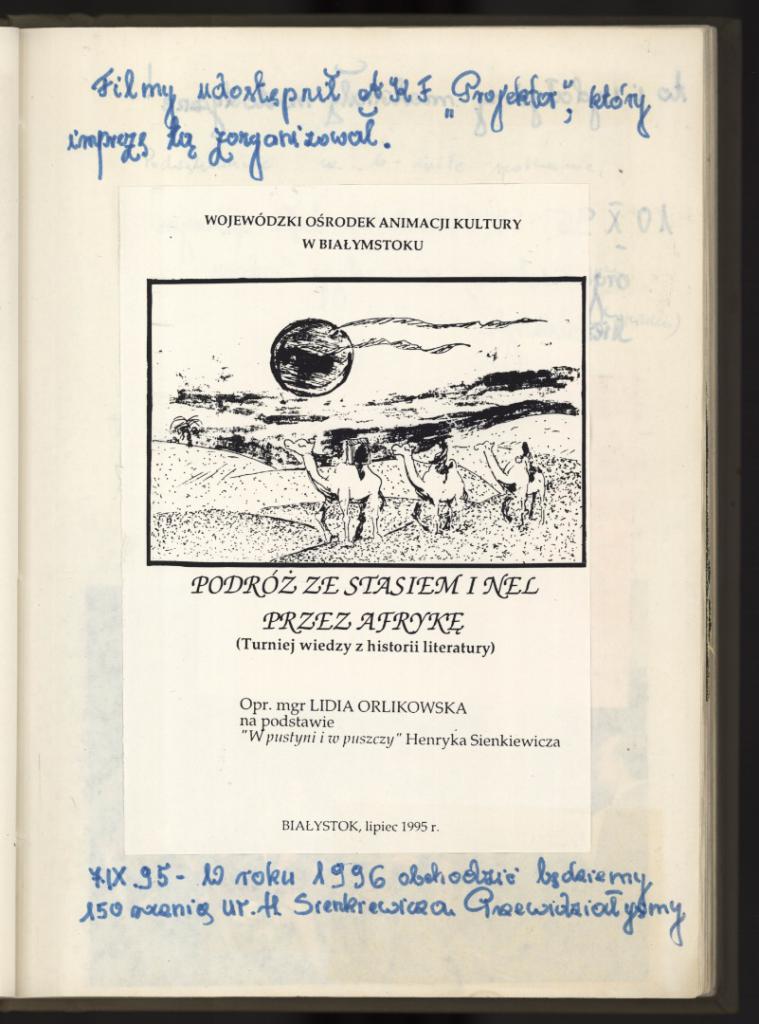 Filmy udostępnił AKF „Projektor”, który
imprezę tą zorganizował.
WOJEWÓDZKI OŚRODEK ANIMACJI KULTURY
W BIAŁYMSTOKU
PODRÓŻ ZE STASIEM I NEL
PRZEZ AFRYKĘ
(Turniej wiedzy z historii literatury)
Opr. mgr LIDIA ORLIKOWSKA
na podstawie
"W pustyni i w puszczy" Henryka Sienkiewicza
BIAŁYSTOK, lipiec 1995 r.
7.IX.95 - W roku 1996 obchodzić będziemy
150 rocznicę ur. H. Sienkiewicza. Przewidziałyśmy